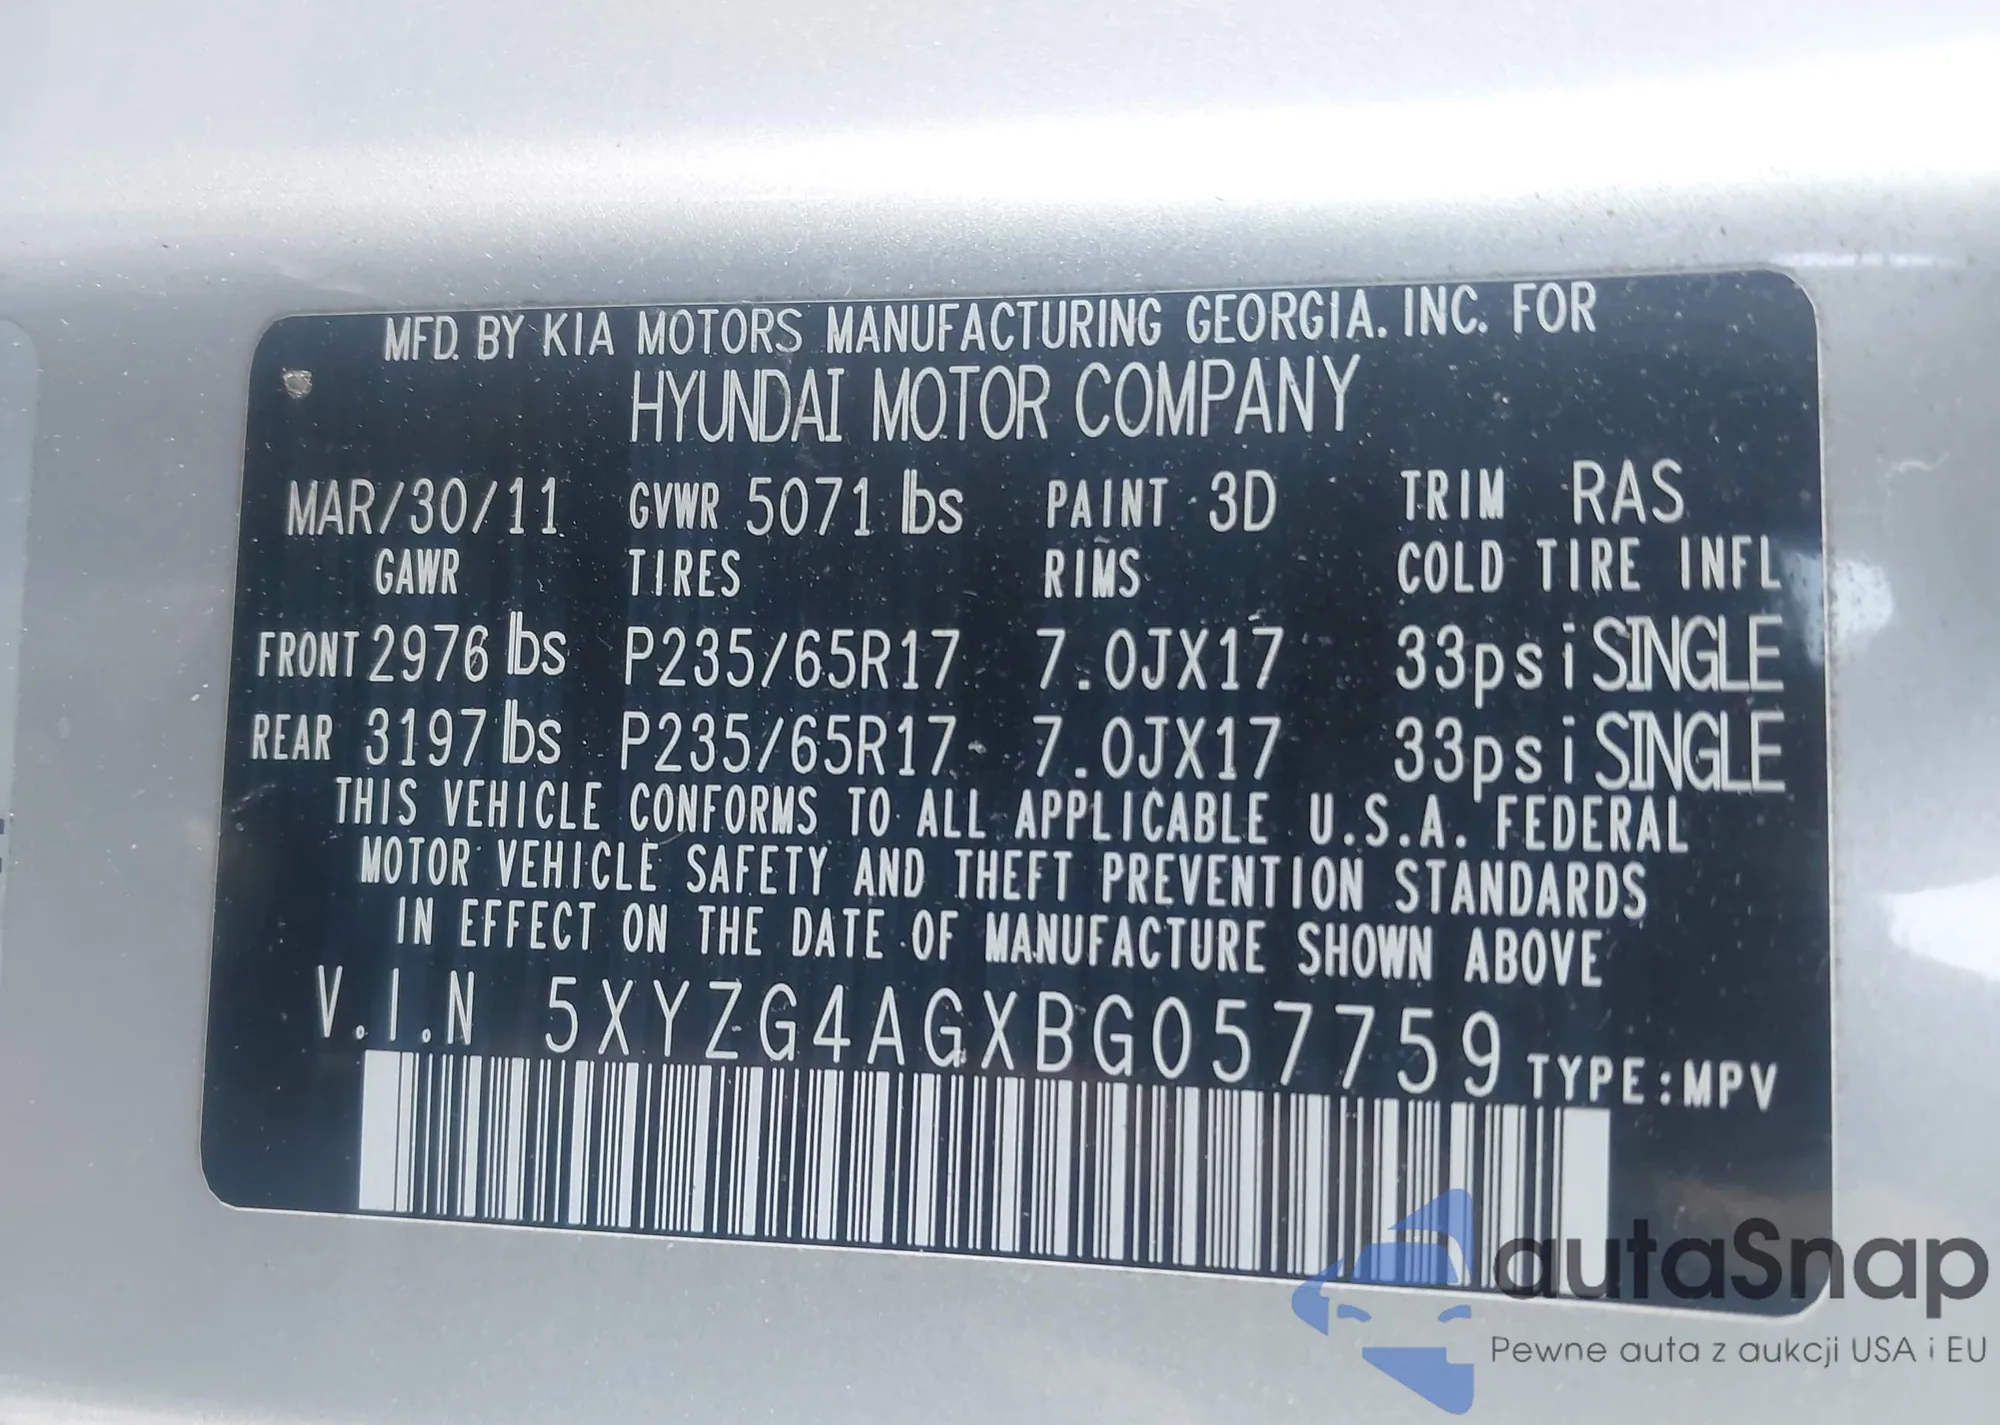 MFD. BY KIA MOTORS MANUFACTURING GEORGIA. INC. FOR
HYUNDAI MOTOR COMPANY
MAR/30/11 GVWR 5071 lbs PAINT 3D TRIM RAS
GAWR TIRES RIMS COLD TIRE INFL
FRONT 2976 lbs P235/65R17 7.0JX17 33psi SINGLE
REAR 3197 lbs P235/65R17 7.0JX17 33psi SINGLE
THIS VEHICLE CONFORMS TO ALL APPLICABLE U.S.A. FEDERAL
MOTOR VEHICLE SAFETY AND THEFT PREVENTION STANDARDS
IN EFFECT ON THE DATE OF MANUFACTURE SHOWN ABOVE
V.I.N 5XYZG4AGXBG057759 TYPE:MPV
autaSnap
Pewne auta z aukcji USA i EU